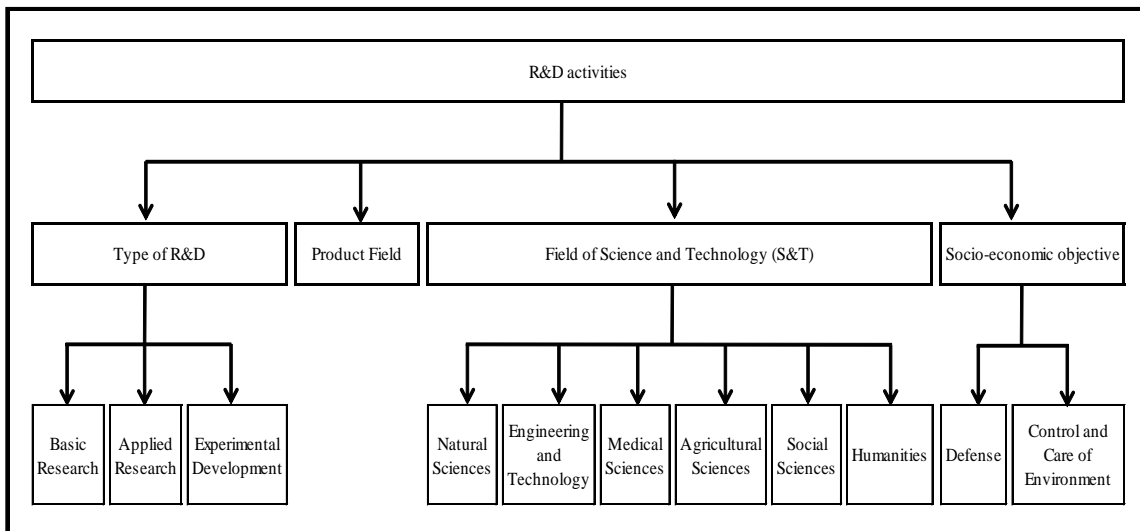 R&D activities
Type of R&D
Product Field
Field of Science and Technology (S&T)
Socio-economic objective
Basic
Research
Applied
Research
Experimental
Development
Natural
Sciences
Engineering
and
Technology
Medical
Sciences
Agricultural
Sciences
Social
Sciences
Humanities
Defense
Control and
Care of
Environment